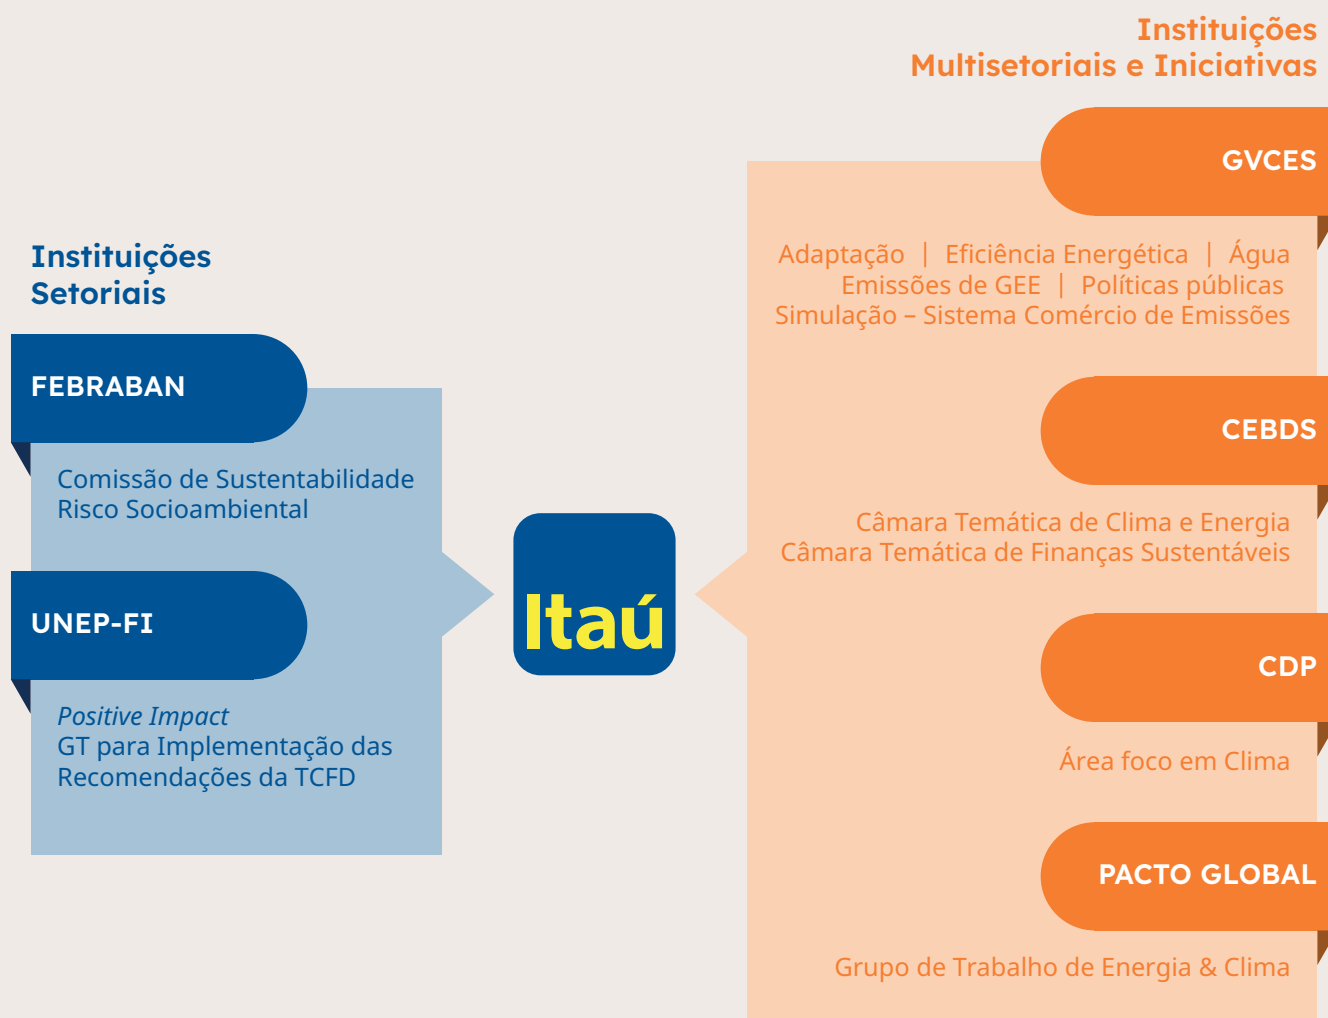 Instituições
Setoriais
FEBRABAN
Comissão de Sustentabilidade
Risco Socioambiental
UNEP-FI
Positive Impact
GT para Implementação das
Recomendações da TCFD
Itaú
Instituições
Multisetoriais e Iniciativas
GVCES
Adaptação | Eficiência Energética | Água
Emissões de GEE | Políticas públicas
Simulação – Sistema Comércio de Emissões
CEBDS
Câmara Temática de Clima e Energia
Câmara Temática de Finanças Sustentáveis
CDP
Área foco em Clima
PACTO GLOBAL
Grupo de Trabalho de Energia & Clima